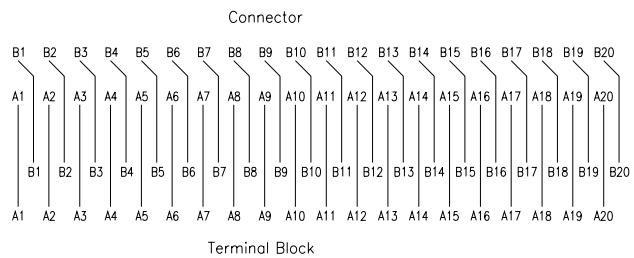 Connector
B1 B2 B3 B4 B5 B6 B7 B8 B9 B10 B11 B12 B13 B14 B15 B16 B17 B18 B19 B20
A1 A2 A3 A4 A5 A6 A7 A8 A9 A10 A11 A12 A13 A14 A15 A16 A17 A18 A19 A20
B1 B2 B3 B4 B5 B6 B7 B8 B9 B10 B11 B12 B13 B14 B15 B16 B17 B18 B19 B20
A1 A2 A3 A4 A5 A6 A7 A8 A9 A10 A11 A12 A13 A14 A15 A16 A17 A18 A19 A20
Terminal Block